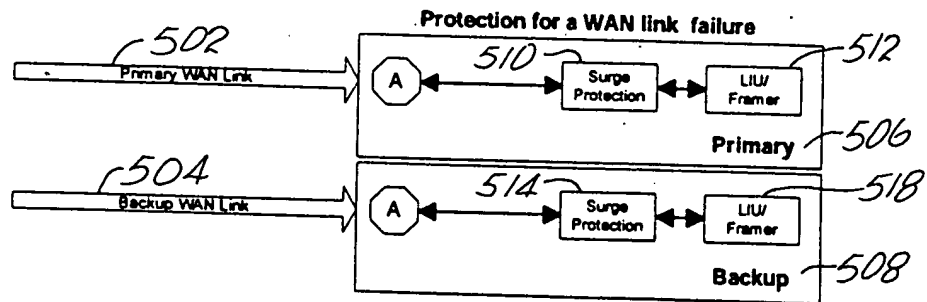 Protection for a WAN link failure
502
Primary WAN Link
A
510
Surge
Protection
512
LIU/
Framer
Primary
506
504
Backup WAN Link
A
514
Surge
Protection
518
LIU/
Framer
Backup
508